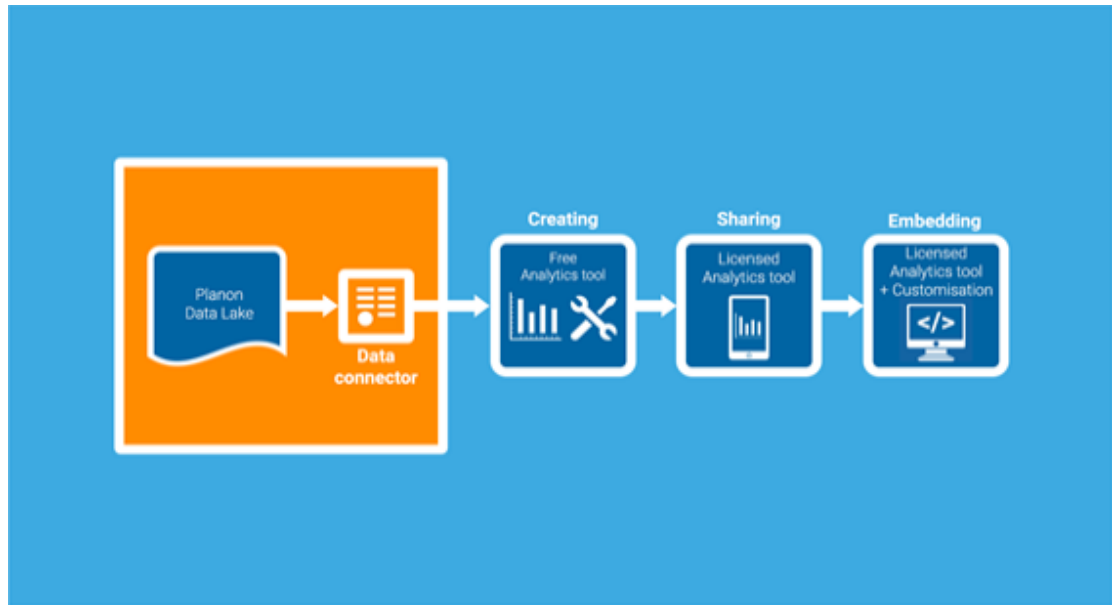 Planon
Data Lake
Data
connector
Creating
Free
Analytics tool
Sharing
Licensed
Analytics tool
Embedding
Licensed
Analytics tool
+ Customisation
</>